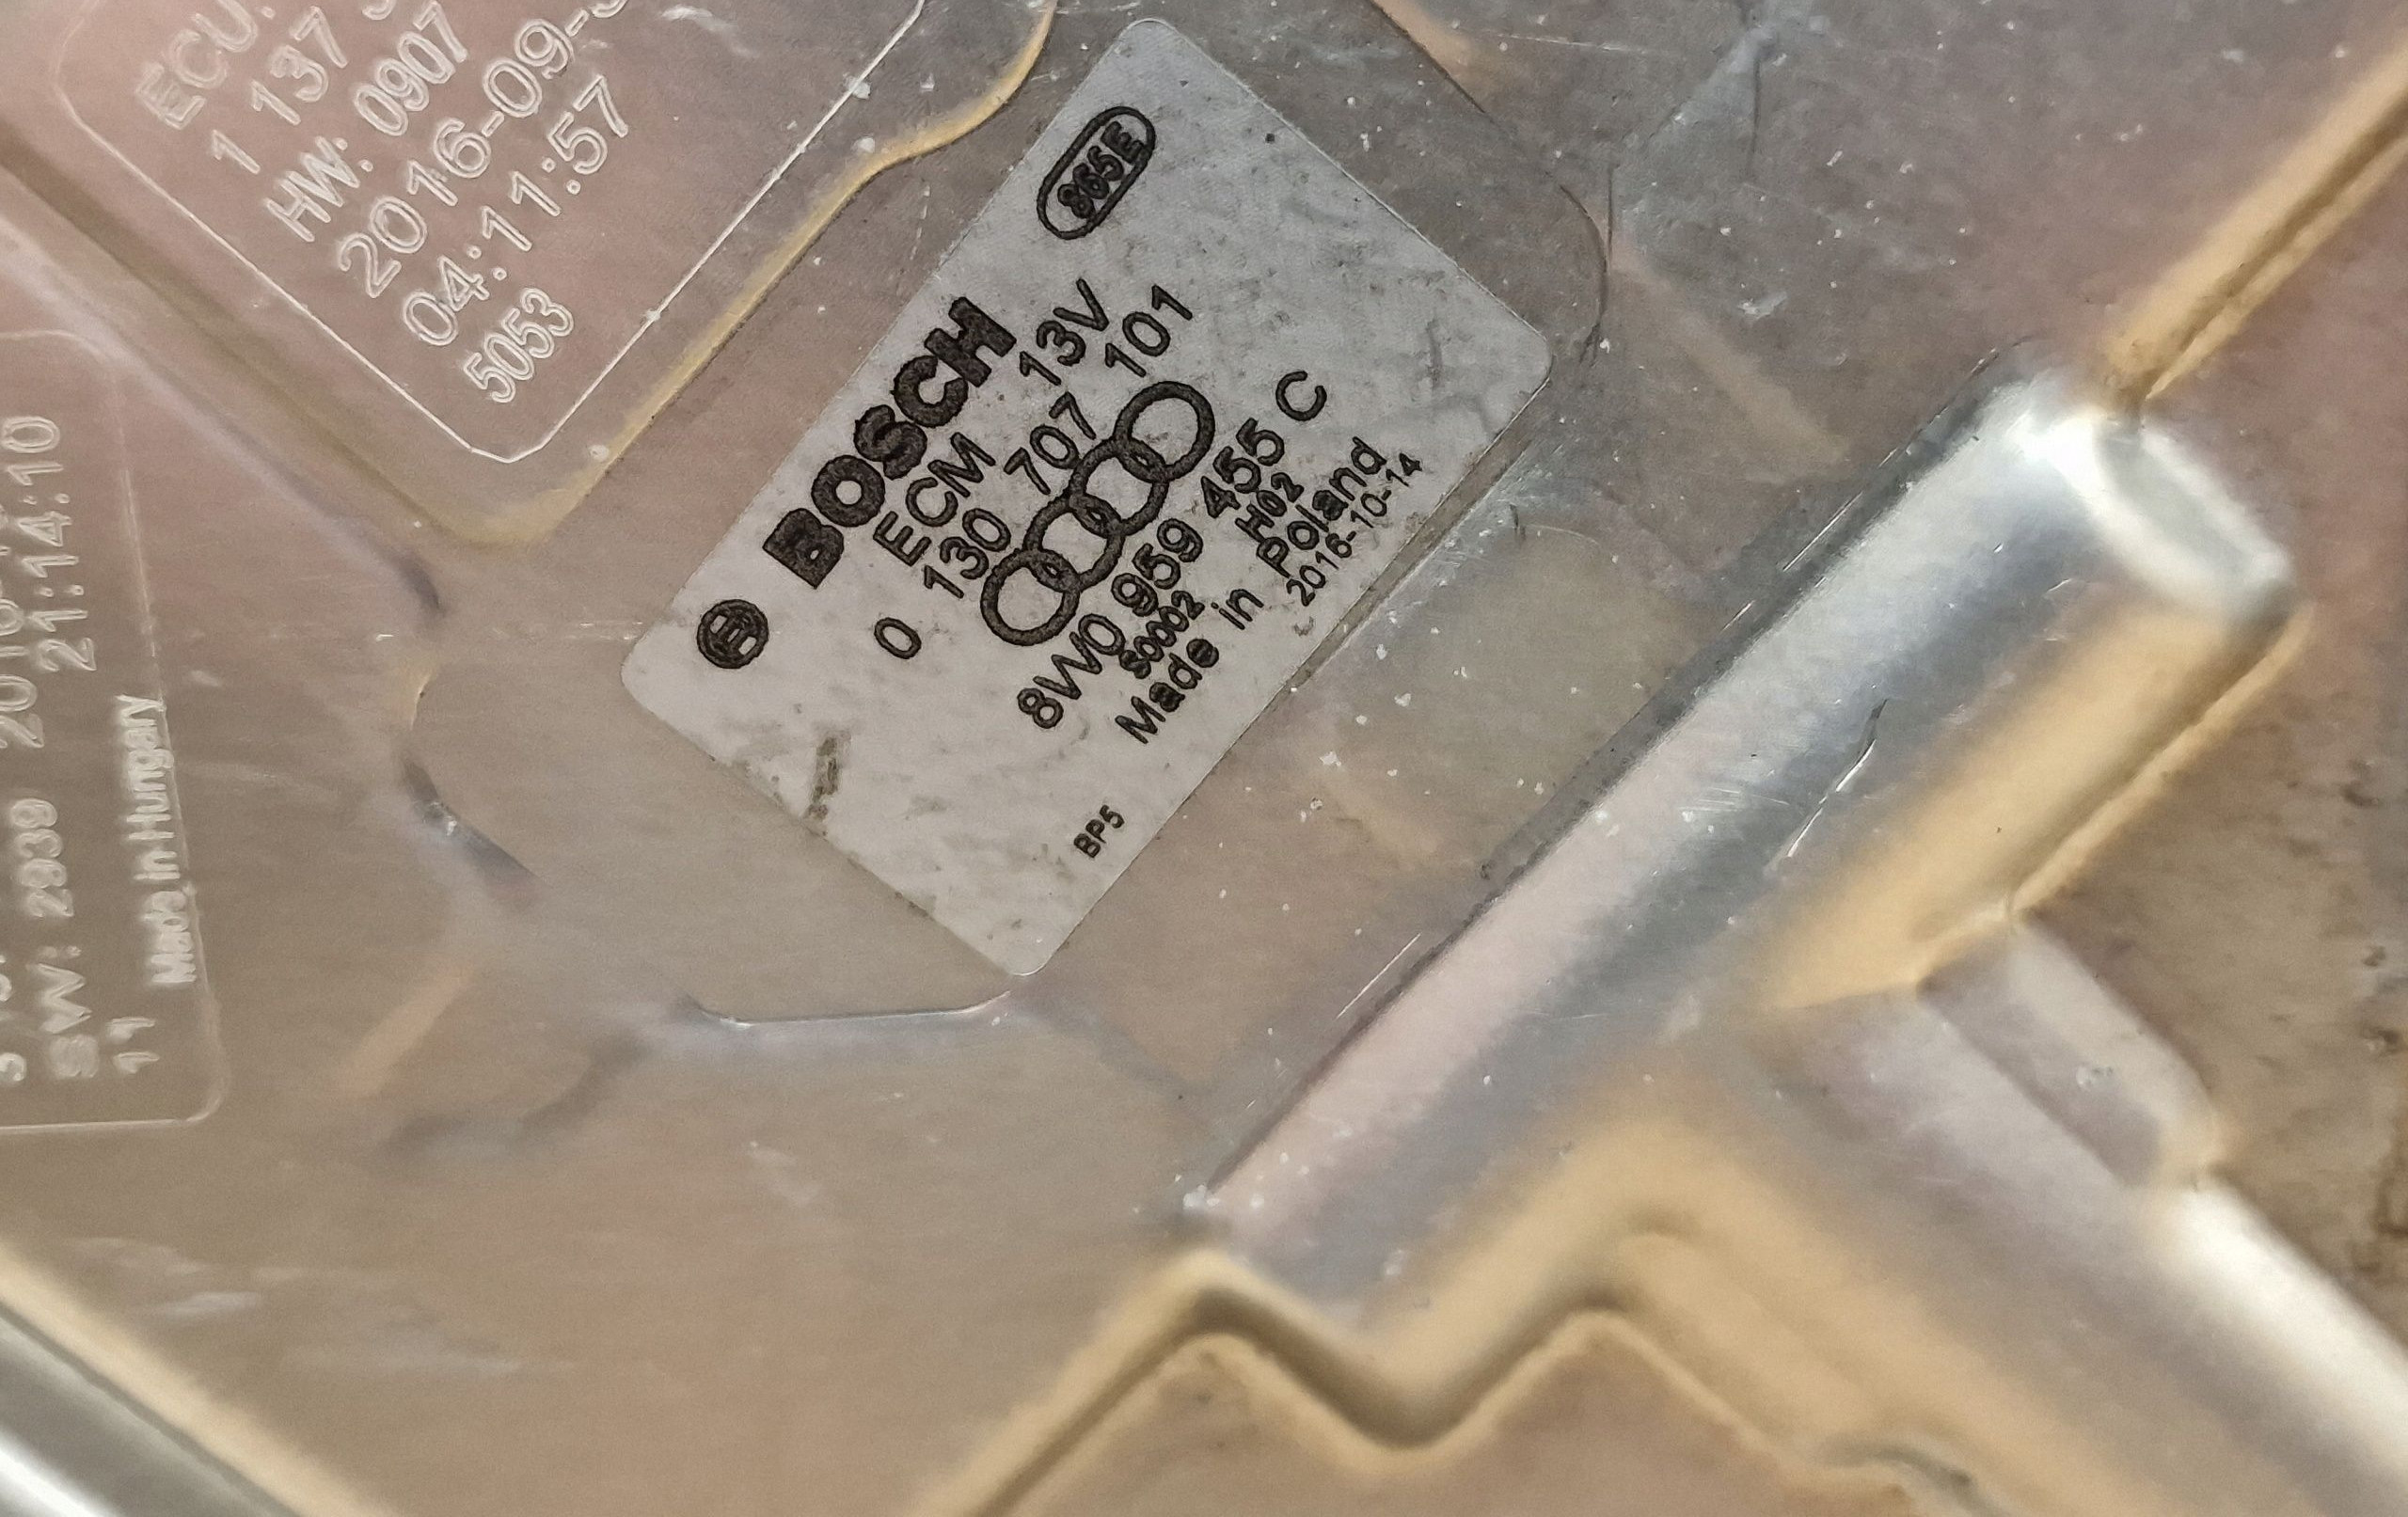 ECU.
1 137
HW: 0907
2016-09-
04:11:57
5053
21:14:10
SW: 2939
11
Made in Hungary
865E
BOSCH
ECM 13V
0 130 707 101
8W0 959 455 C
S0002 H02
Made in Poland
2016-10-14
BP5